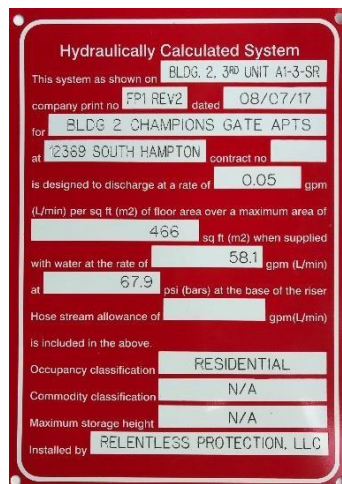 Hydraulically Calculated System
This system as shown on BLDG. 2, 3RD UNIT A1-3-SR
company print no FP1 REV2 dated 08/07/17
for BLDG 2 CHAMPIONS GATE APTS
at 12369 SOUTH HAMPTON contract no
is designed to discharge at a rate of 0.05 gpm
(L/min) per sq ft (m2) of floor area over a maximum area of
466 sq ft (m2) when supplied
with water at the rate of 58.1 gpm (L/min)
at 67.9 psi (bars) at the base of the riser
Hose stream allowance of gpm(L/min)
is included in the above.
Occupancy classification RESIDENTIAL
Commodity classification N/A
Maximum storage height N/A
Installed by RELENTLESS PROTECTION, LLC